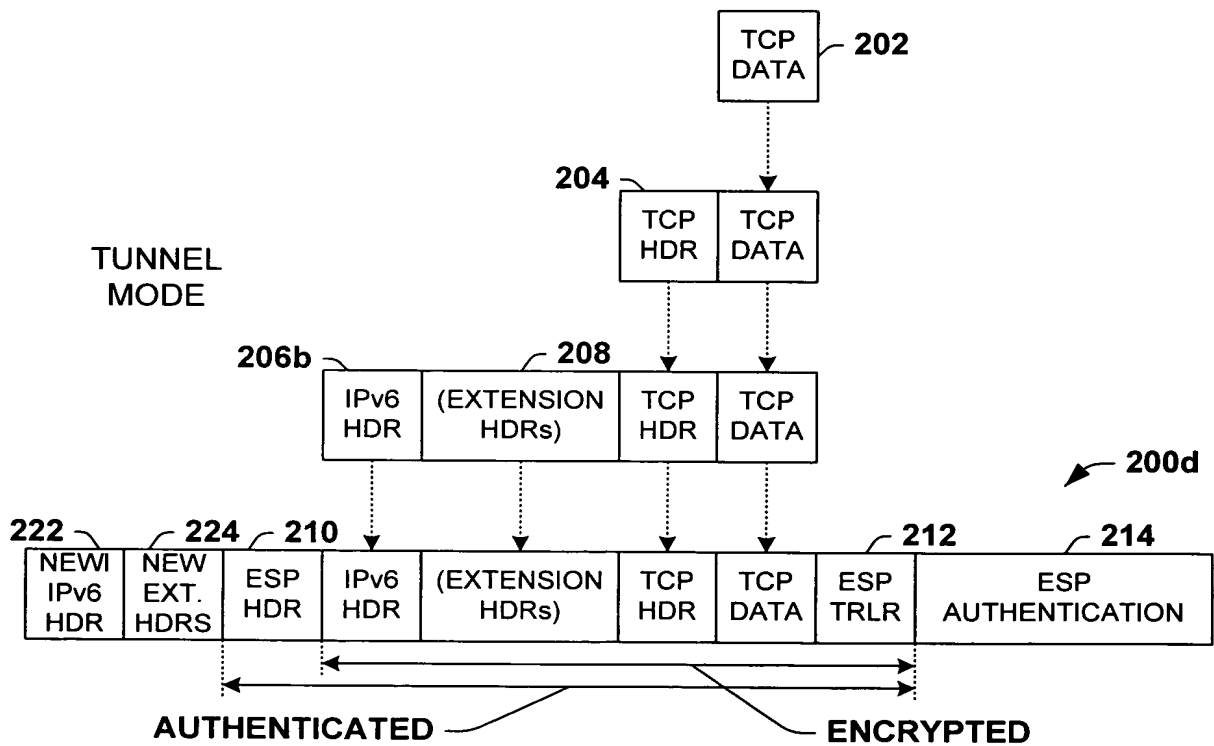 TCP DATA
202
204
TCP HDR
TCP DATA
TUNNEL MODE
206b
208
IPv6 HDR
(EXTENSION HDRs)
TCP HDR
TCP DATA
200d
222
224
210
212
214
NEWI IPv6 HDR
NEW EXT. HDRS
ESP HDR
IPv6 HDR
(EXTENSION HDRs)
TCP HDR
TCP DATA
ESP TRLR
ESP AUTHENTICATION
AUTHENTICATED
ENCRYPTED